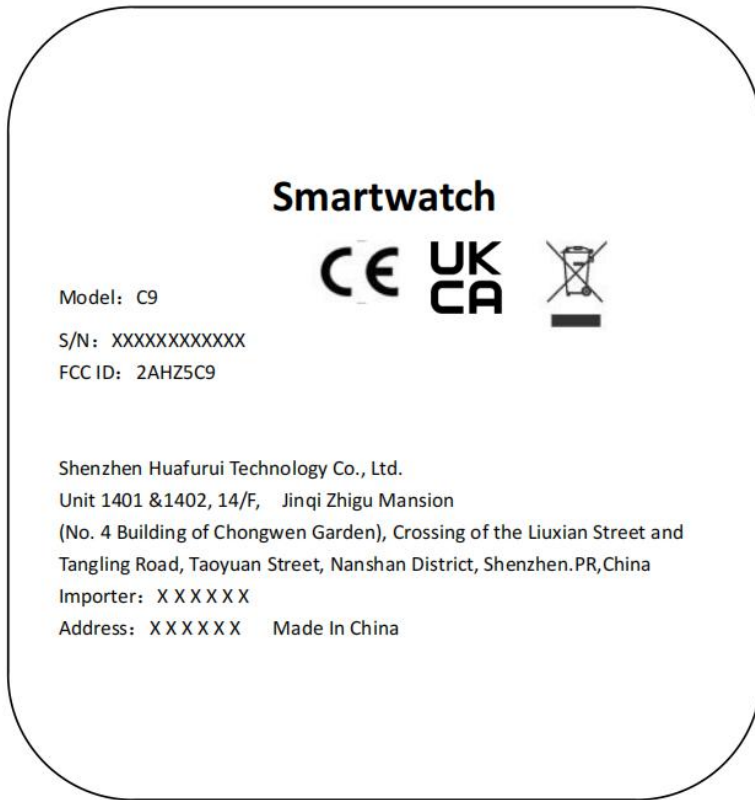 Smartwatch
CE UK CA
Model：C9
S/N：XXXXXXXXXXXX
FCC ID：2AHZ5C9
Shenzhen Huafurui Technology Co., Ltd.
Unit 1401 &1402, 14/F,   Jinqi Zhigu Mansion
(No. 4 Building of Chongwen Garden), Crossing of the Liuxian Street and
Tangling Road, Taoyuan Street, Nanshan District, Shenzhen.PR,China
Importer：X X X X X X
Address：X X X X X X    Made In China